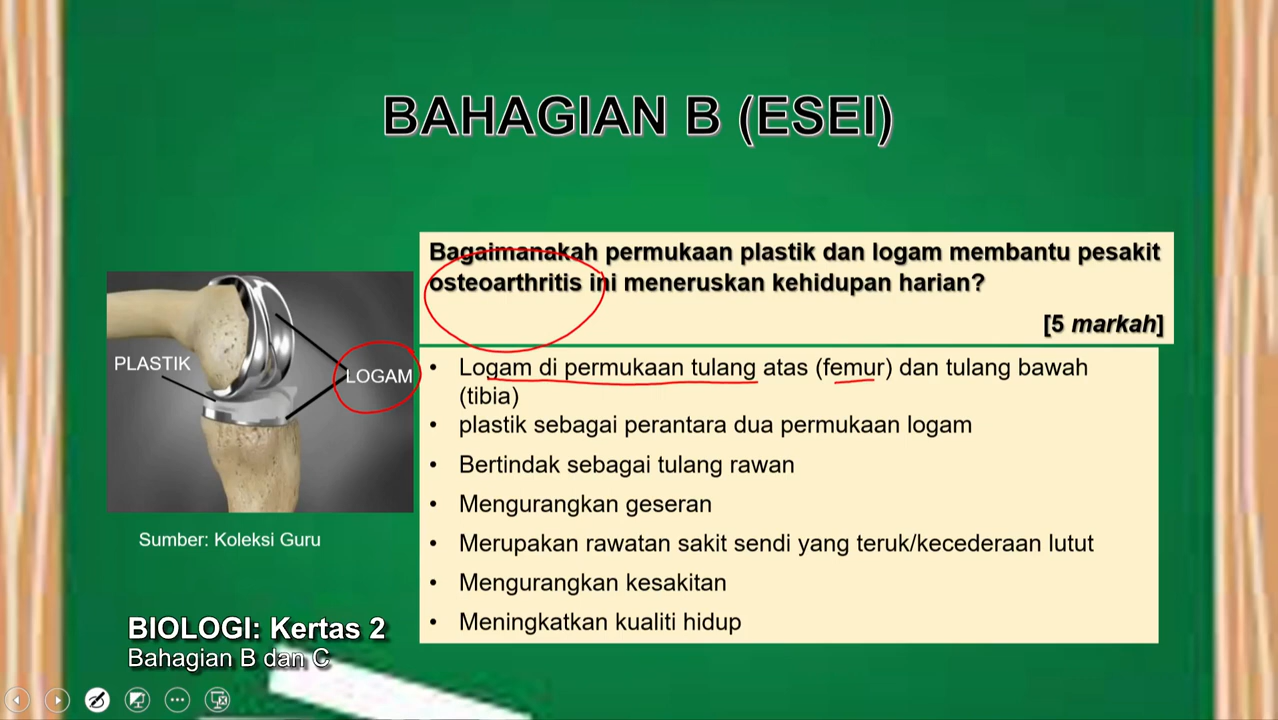 BAHAGIAN B (ESEI)
Bagaimanakah permukaan plastik dan logam membantu pesakit
osteoarthritis ini meneruskan kehidupan harian?
[5 markah]
PLASTIK
LOGAM
Sumber: Koleksi Guru
• Logam di permukaan tulang atas (femur) dan tulang bawah
(tibia)
• plastik sebagai perantara dua permukaan logam
• Bertindak sebagai tulang rawan
• Mengurangkan geseran
• Merupakan rawatan sakit sendi yang teruk/kecederaan lutut
• Mengurangkan kesakitan
• Meningkatkan kualiti hidup
BIOLOGI: Kertas 2
Bahagian B dan C